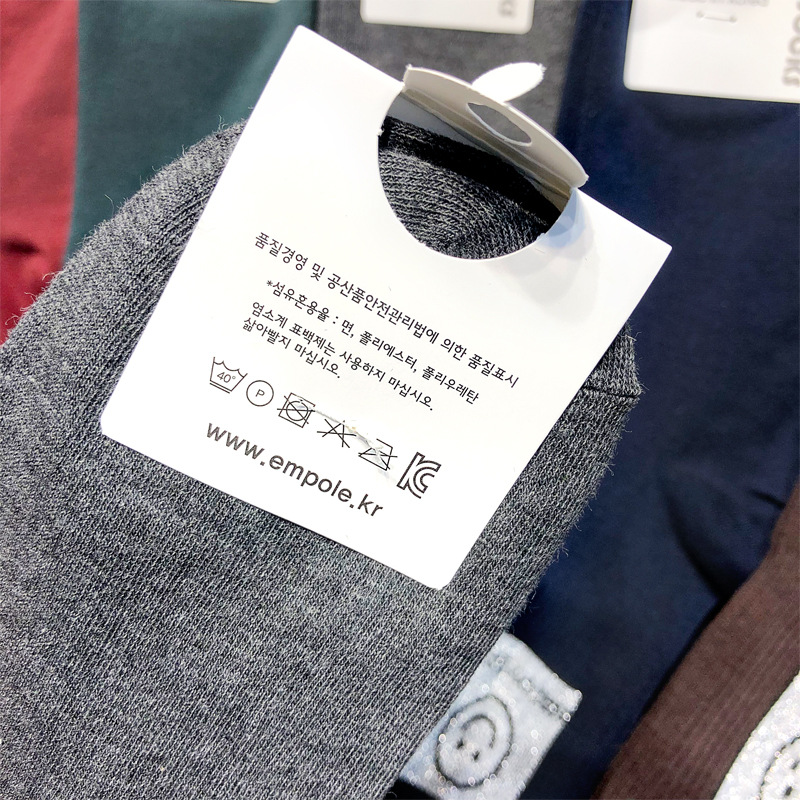 품질경영 및 공산품안전관리법에 의한 품질표시
*섬유혼용율 : 면, 폴리에스터, 폴리우레탄
염소계 표백제는 사용하지 마십시오.
삶아빨지 마십시오.
40° P
www.empole.kr